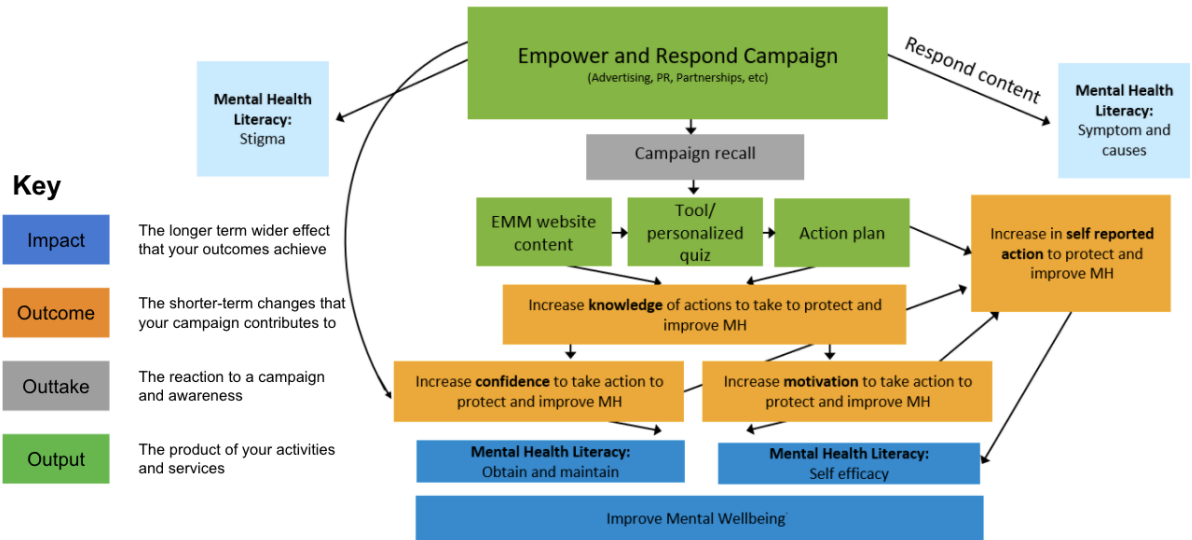 Empower and Respond Campaign
(Advertising, PR, Partnerships, etc)
Respond content
Mental Health
Literacy:
Stigma
Mental Health
Literacy:
Symptom and
causes
Campaign recall
Key
Impact
The longer term wider effect
that your outcomes achieve
Outcome
The shorter-term changes that
your campaign contributes to
Outtake
The reaction to a campaign
and awareness
Output
The product of your activities
and services
EMM website
content
Tool/
personalized
quiz
Action plan
Increase in self reported
action to protect and
improve MH
Increase knowledge of actions to take to protect and
improve MH
Increase confidence to take action to
protect and improve MH
Increase motivation to take action to
protect and improve MH
Mental Health Literacy:
Obtain and maintain
Mental Health Literacy:
Self efficacy
Improve Mental Wellbeing